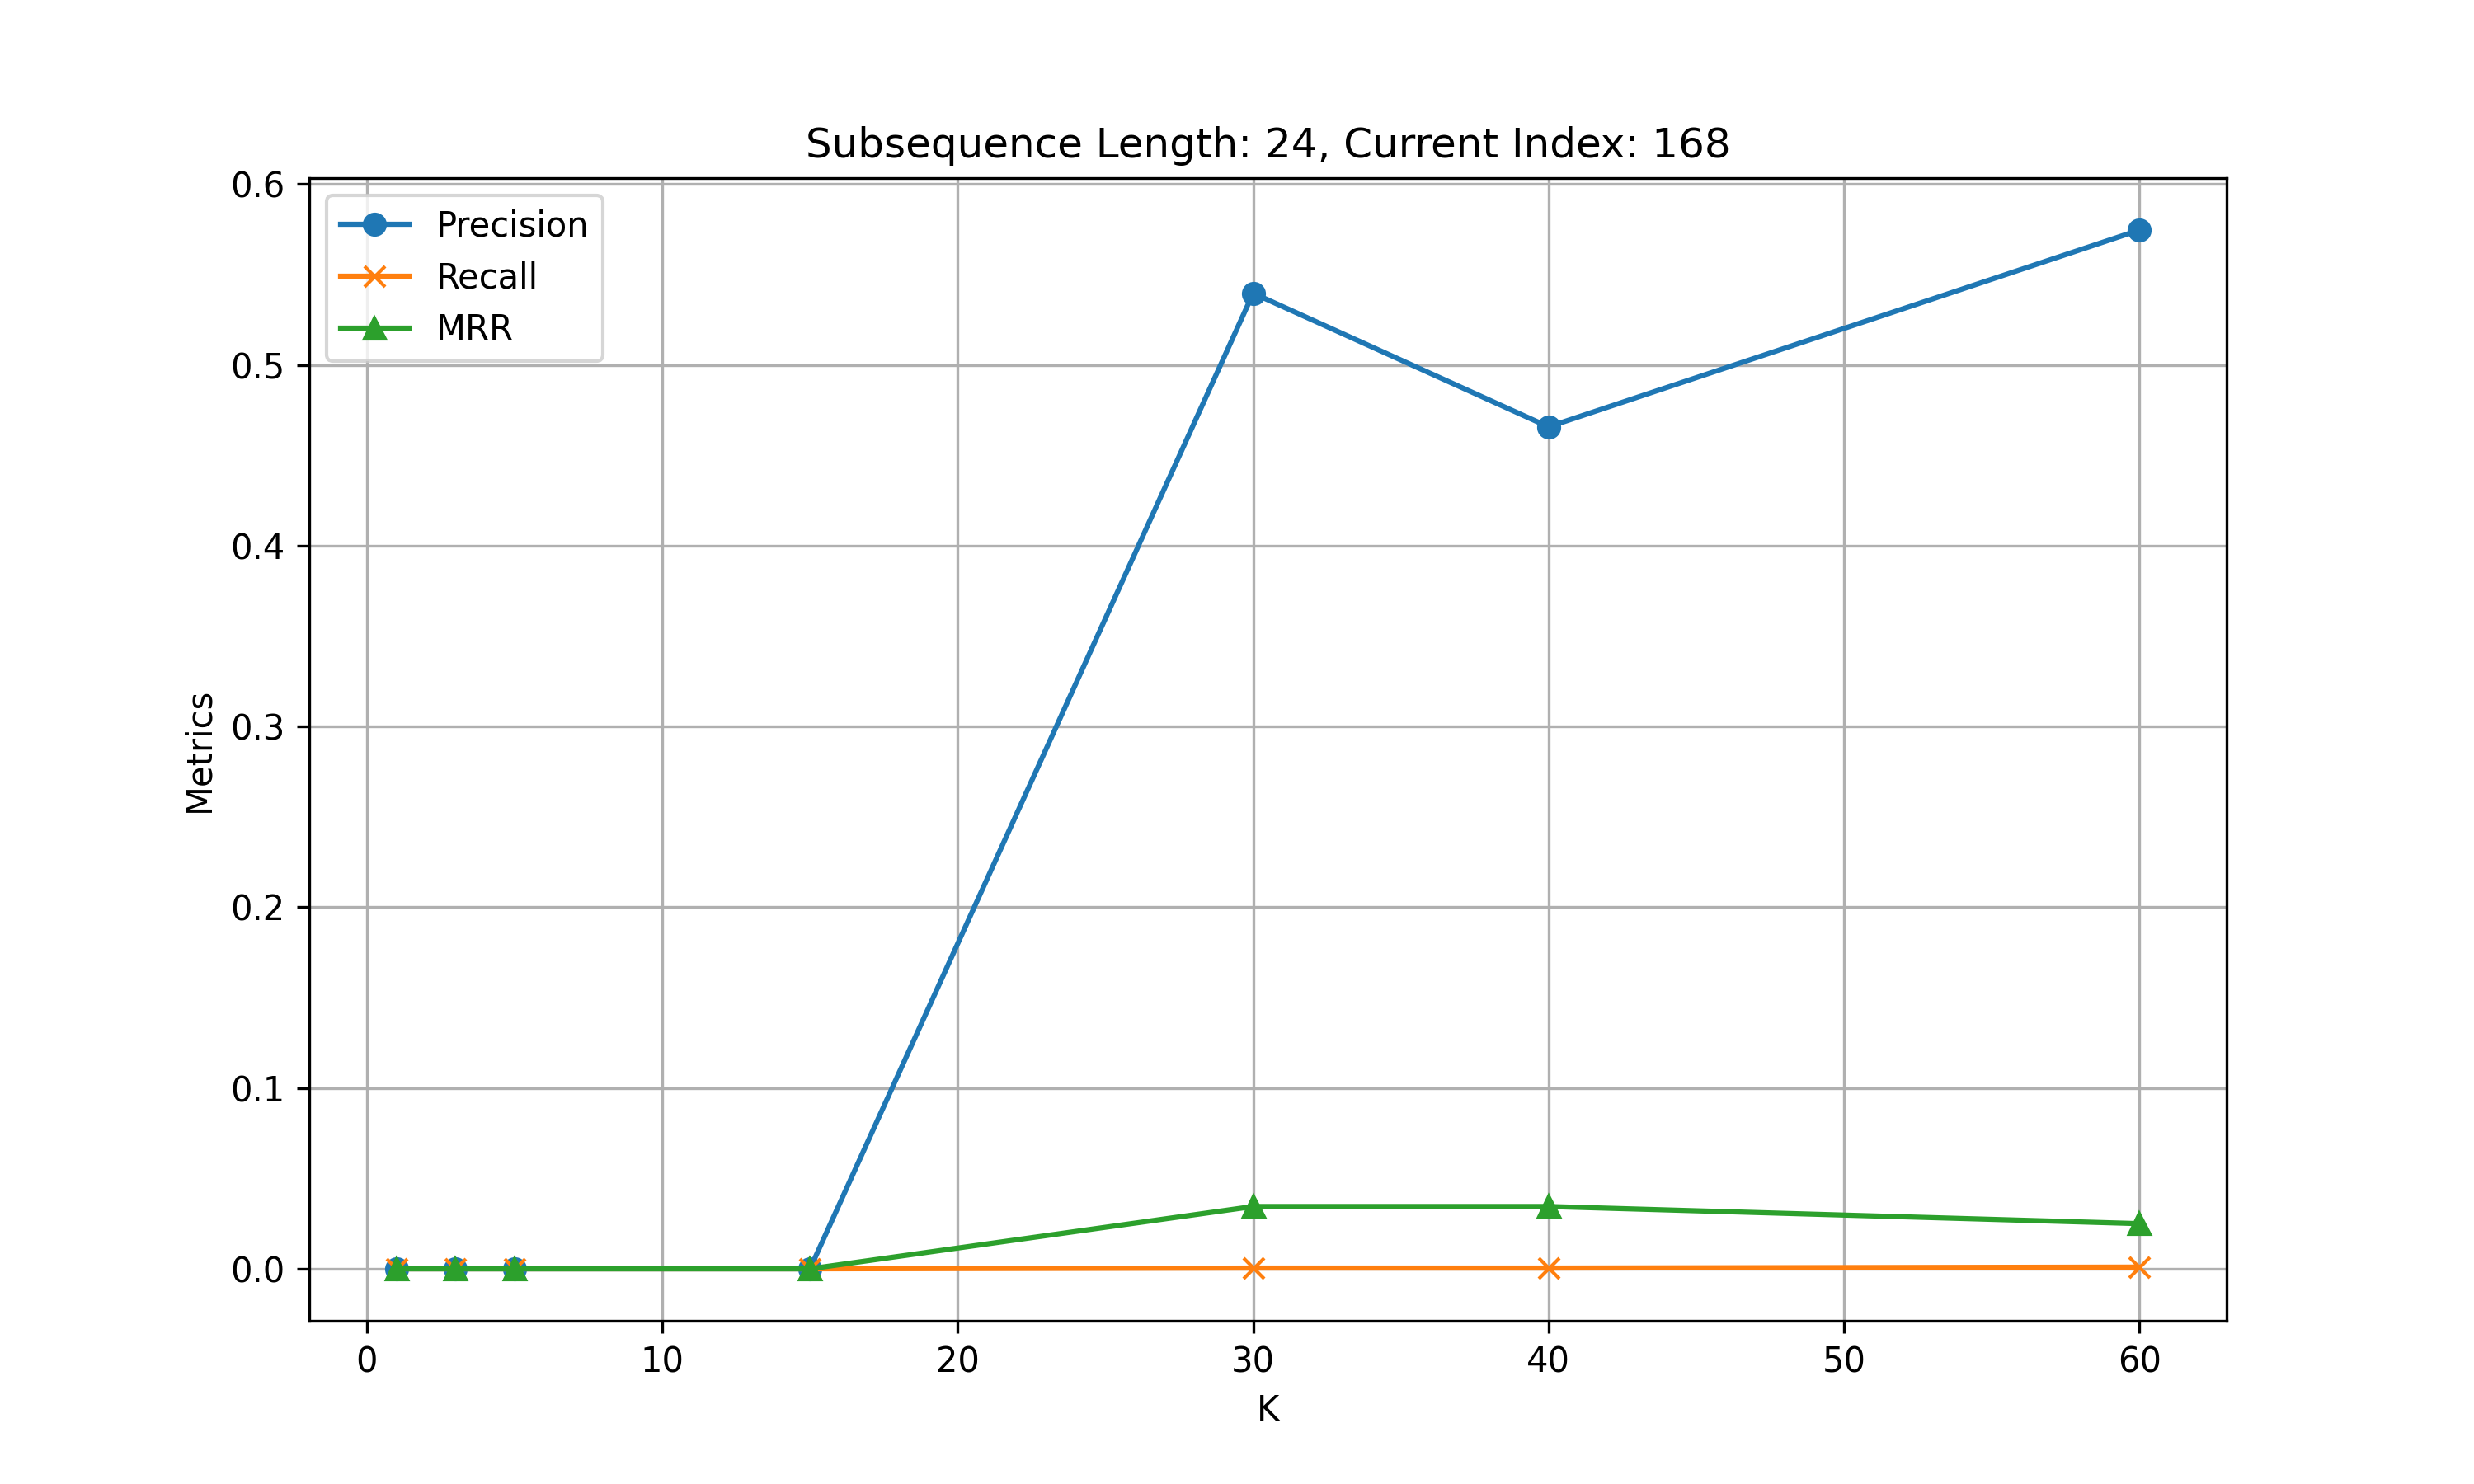 Subsequence Length: 24, Current Index: 168
Precision
Recall
MRR
0.6
0.5
0.4
0.3
0.2
0.1
0.0
Metrics
0 10 20 30 40 50 60
K